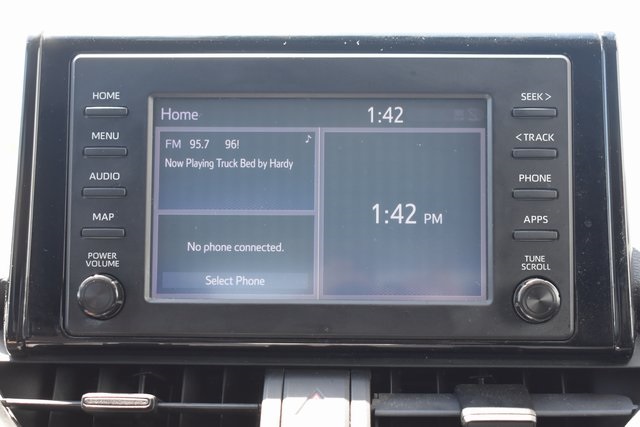 HOME
MENU
AUDIO
MAP
POWER
VOLUME
Home 1:42
FM 95.7 96!
Now Playing Truck Bed by Hardy
No phone connected.
Select Phone
1:42 PM
SEEK >
< TRACK
PHONE
APPS
TUNE
SCROLL